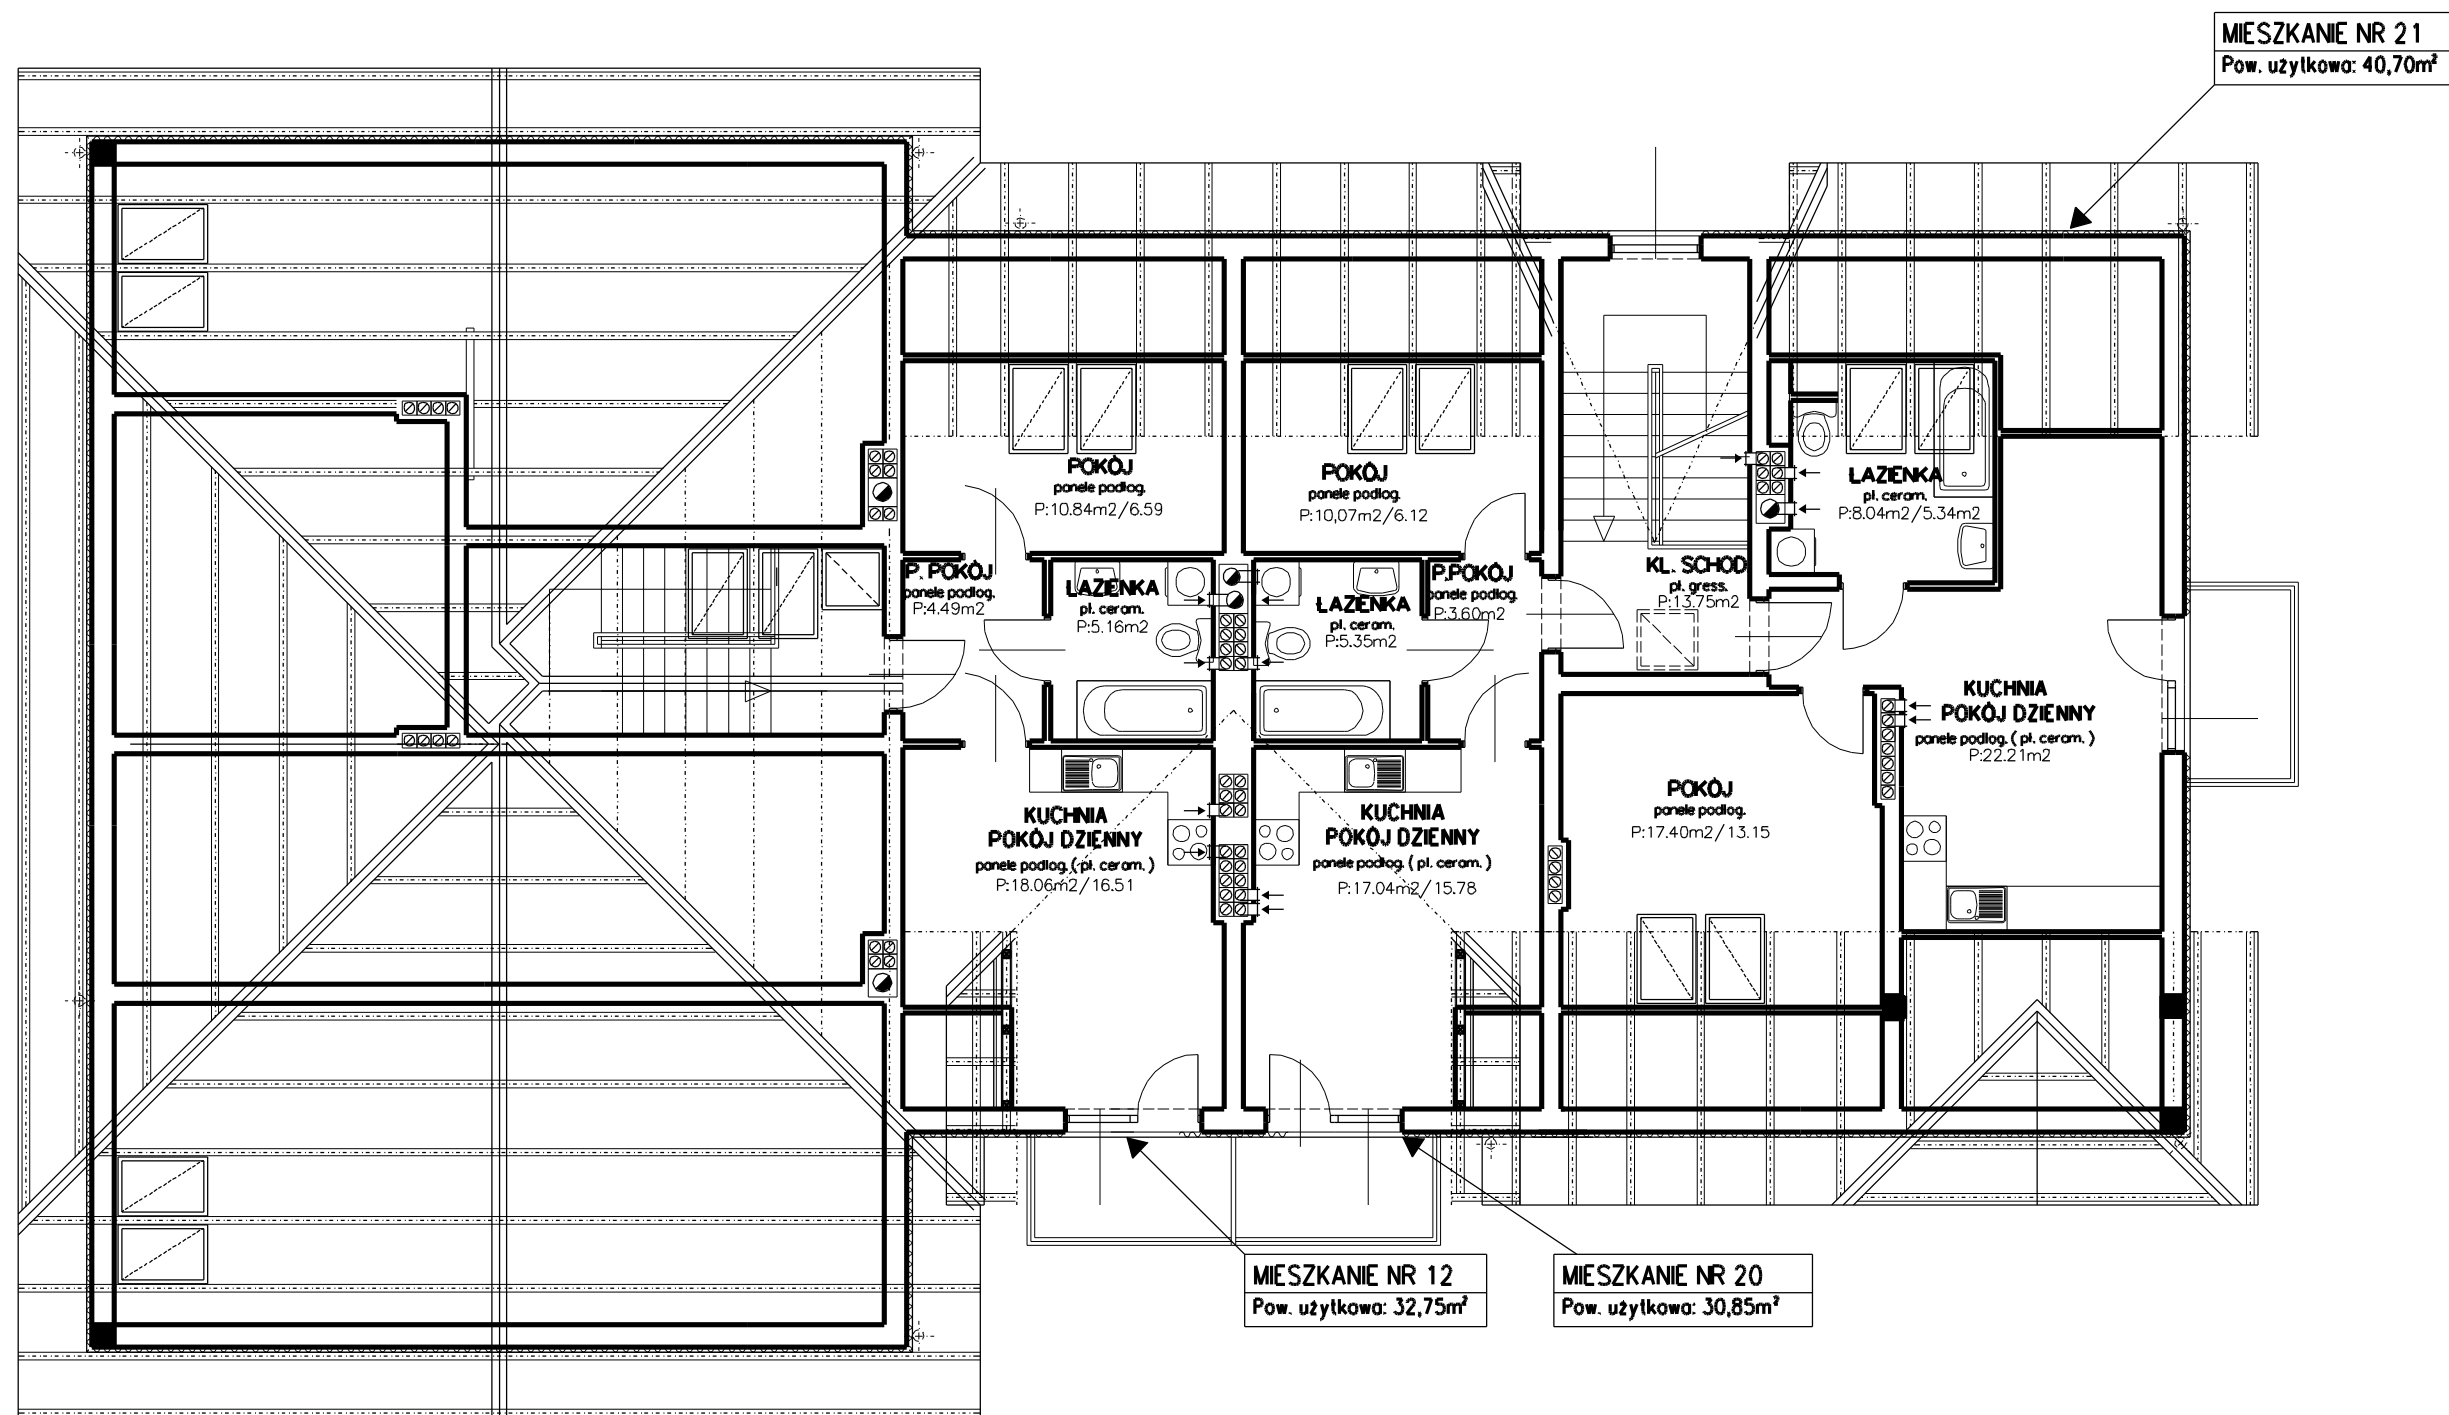 MIESZKANIE NR 21
Pow. użytkowa: 40,70m²
POKÓJ
panele podłog.
P:10.84m2/6.59
POKÓJ
panele podłog.
P:10,07m2/6.12
ŁAZIENKA
pł. ceram.
P:8.04m2/5.34m2
P. POKÓJ
panele podłog.
P:4.49m2
ŁAZIENKA
pł. ceram.
P:5.16m2
ŁAZIENKA
pł. ceram.
P:5.35m2
P.POKÓJ
panele podłog.
P:3.60m2
KL. SCHOD
pł. gress.
P:13.75m2
KUCHNIA
POKÓJ DZIENNY
panele podłog. ( pł. ceram. )
P:22.21m2
POKÓJ
panele podłog.
P:17.40m2/13.15
KUCHNIA
POKÓJ DZIENNY
panele podłog. ( pł. ceram. )
P:18.06m2/16.51
KUCHNIA
POKÓJ DZIENNY
panele podłog. ( pł. ceram. )
P:17.04m2/15.78
MIESZKANIE NR 12
Pow. użytkowa: 32,75m²
MIESZKANIE NR 20
Pow. użytkowa: 30,85m²